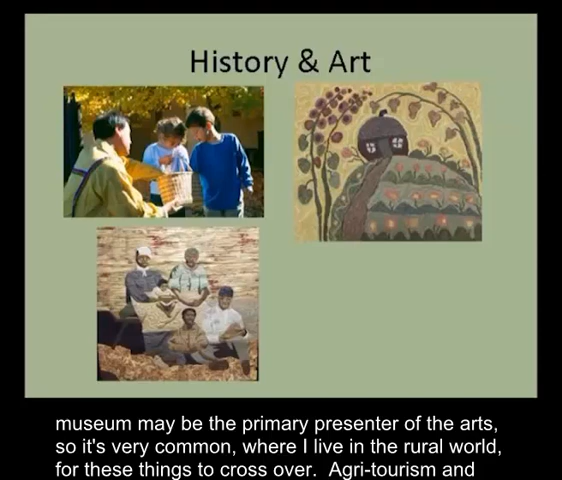 History & Art
museum may be the primary presenter of the arts,
so it's very common, where I live in the rural world,
for these things to cross over.  Agri-tourism and